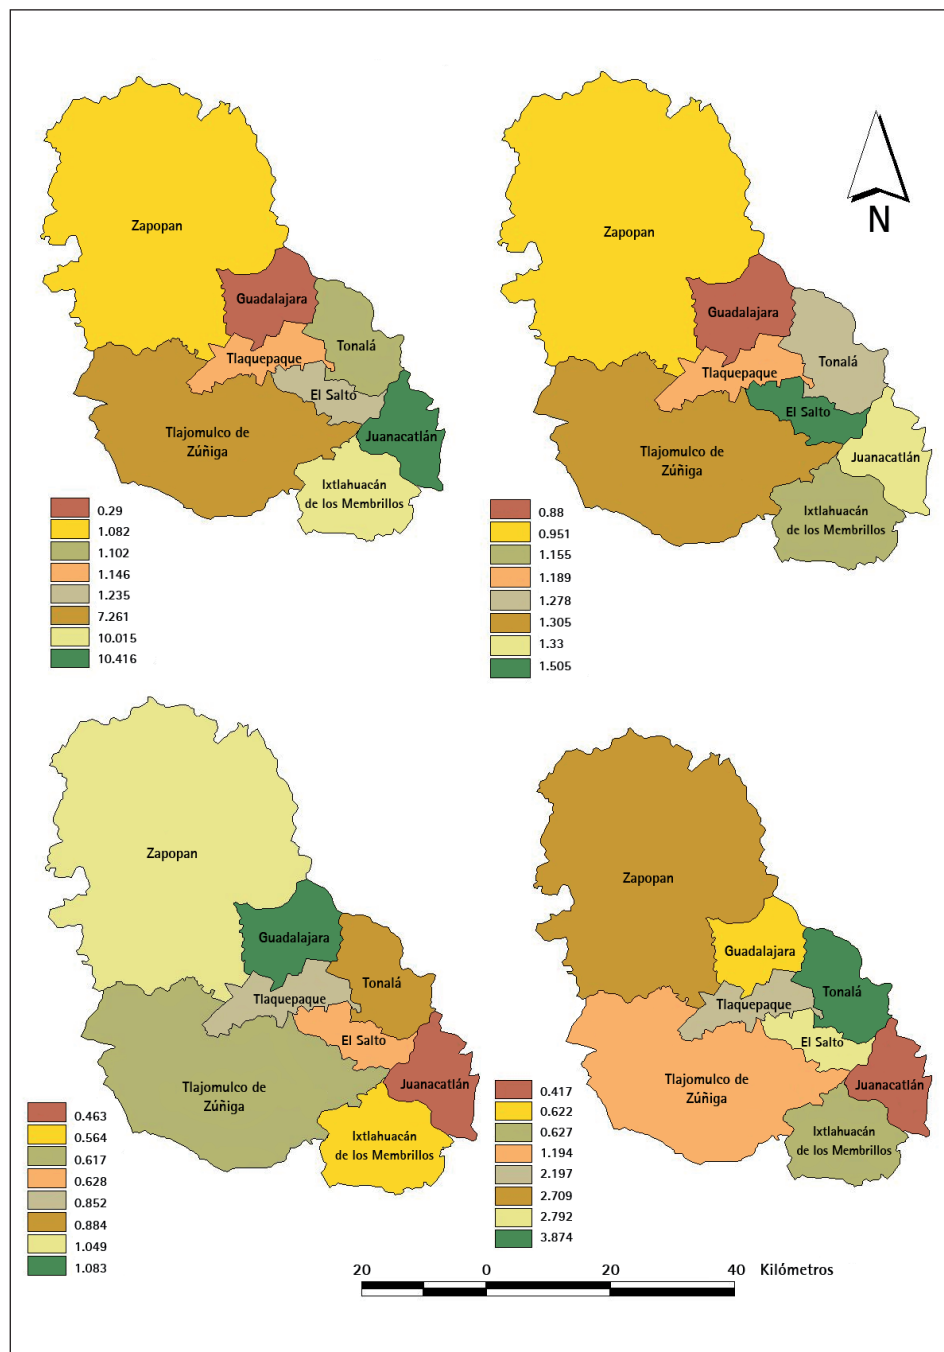 Zapopan
Guadalajara
Tlaquepaque
Tonalá
El Salto
Tlajomulco de
Zúñiga
Juanacatlán
Ixtlahuacán
de los Membrillos
0.29
1.082
1.102
1.146
1.235
7.261
10.015
10.416
N
Zapopan
Guadalajara
Tlaquepaque
Tonalá
El Salto
Tlajomulco de
Zúñiga
Juanacatlán
Ixtlahuacán
de los Membrillos
0.88
0.951
1.155
1.189
1.278
1.305
1.33
1.505
Zapopan
Guadalajara
Tlaquepaque
Tonalá
El Salto
Tlajomulco de
Zúñiga
Juanacatlán
Ixtlahuacán
de los Membrillos
0.463
0.564
0.617
0.628
0.852
0.884
1.049
1.083
Zapopan
Guadalajara
Tlaquepaque
Tonalá
El Salto
Tlajomulco de
Zúñiga
Juanacatlán
Ixtlahuacán
de los Membrillos
0.417
0.622
0.627
1.194
2.197
2.709
2.792
3.874
20 0 20 40 Kilómetros